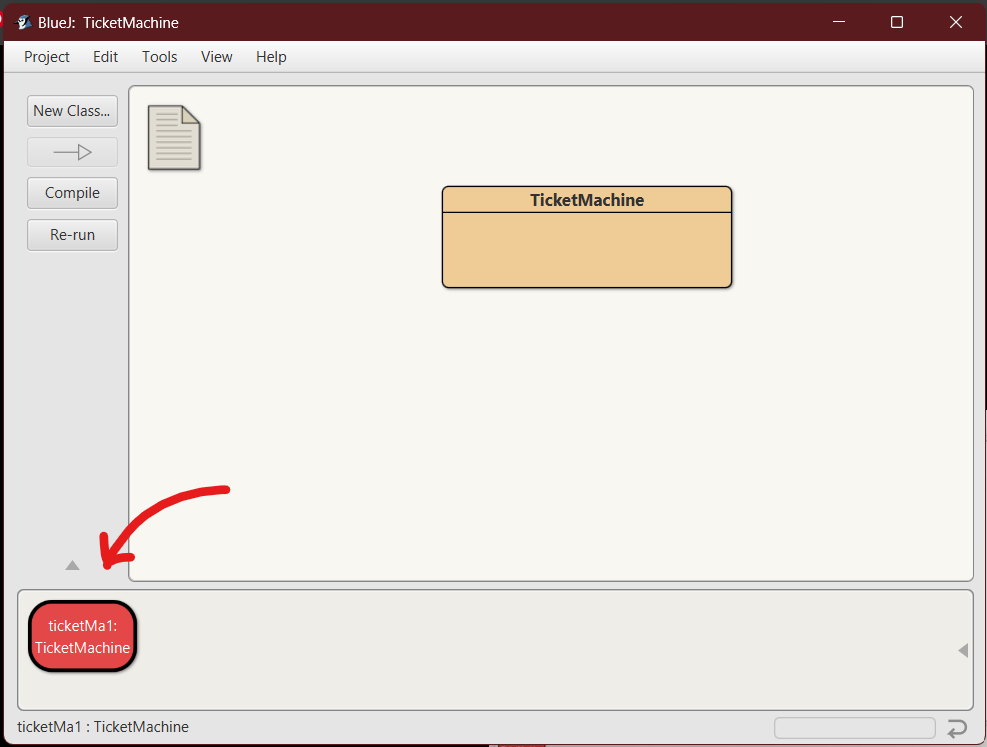 BlueJ: TicketMachine
Project Edit Tools View Help
New Class...
Compile
Re-run
TicketMachine
ticketMa1:
TicketMachine
ticketMa1 : TicketMachine